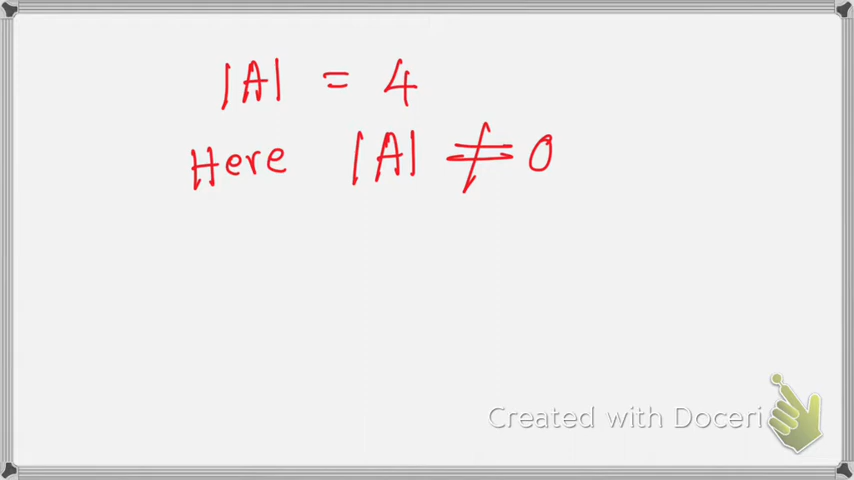 |A| = 4
Here |A| ≠ 0
Created with Doceri